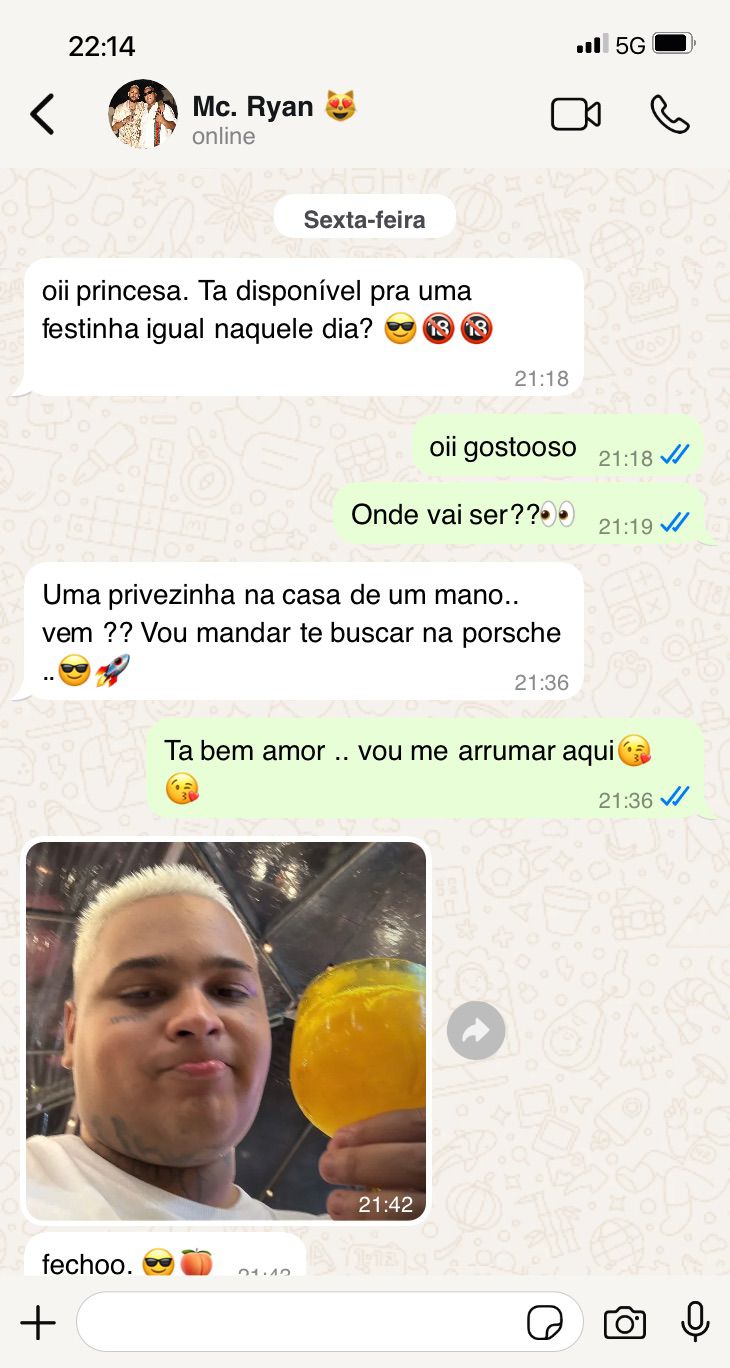 22:14
5G
Mc. Ryan 😻
online
Sexta-feira
oii princesa. Ta disponível pra uma
festinha igual naquele dia? 😎🔞🔞
21:18
oii gostooso
21:18
Onde vai ser??👀
21:19
Uma privezinha na casa de um mano..
vem ?? Vou mandar te buscar na porsche
..😎🚀
21:36
Ta bem amor .. vou me arrumar aqui😘
😘
21:36
21:42
fechoo. 😎🍑